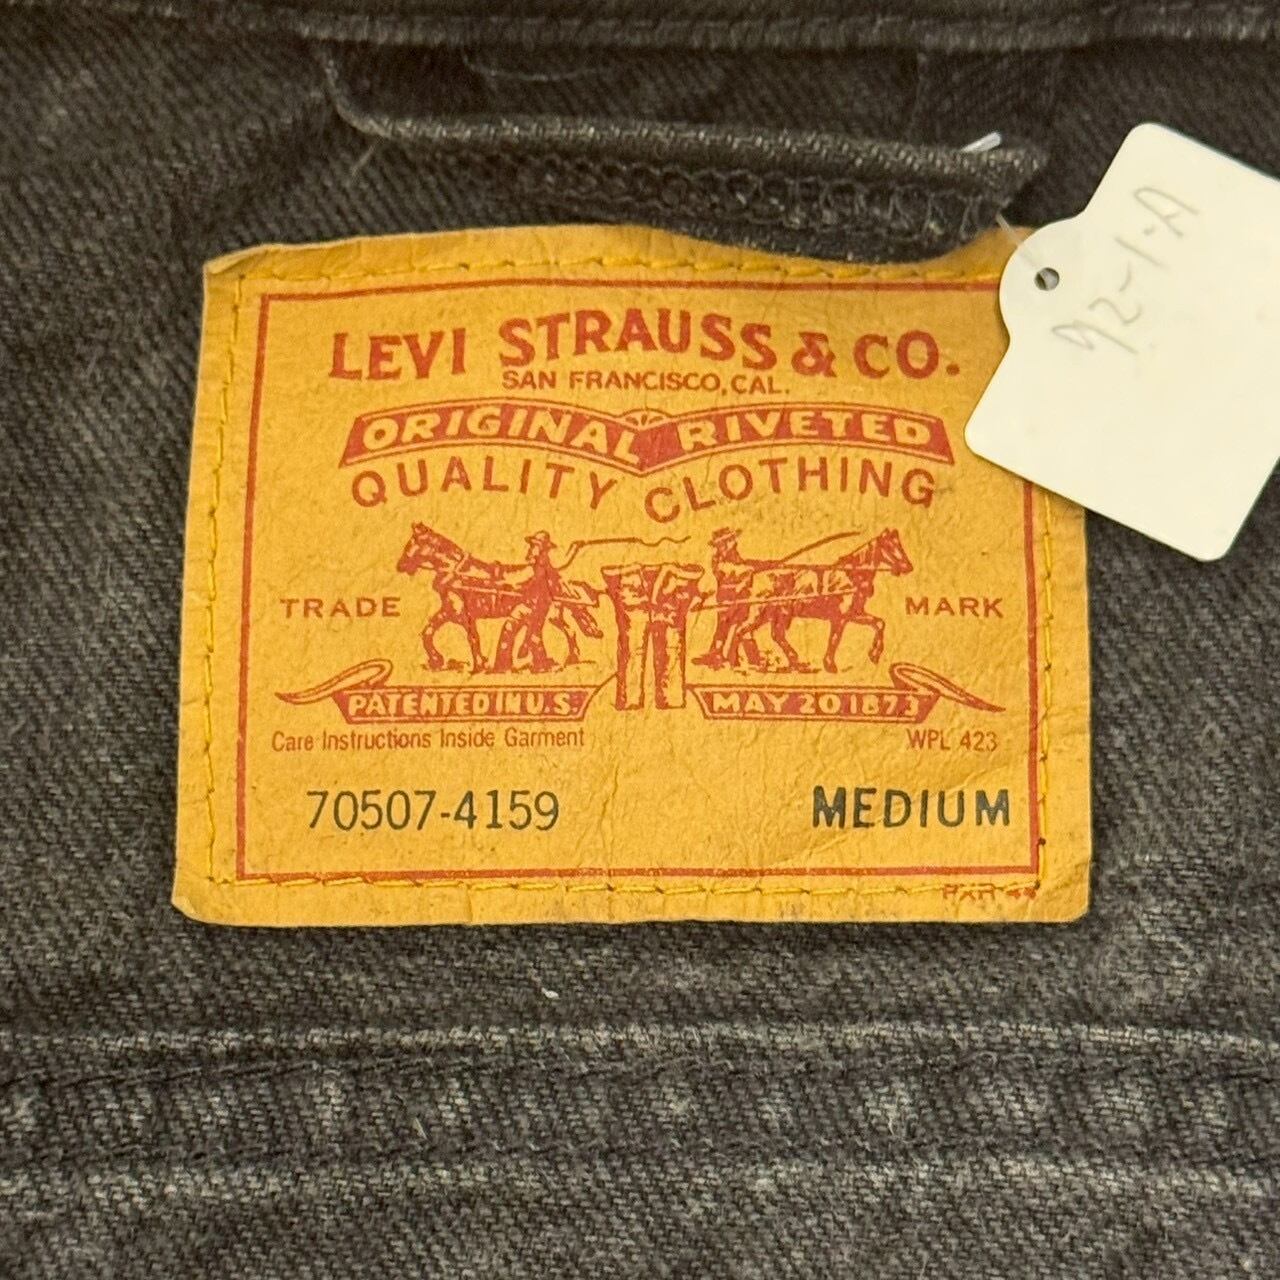 LEVI STRAUSS & CO.
SAN FRANCISCO, CAL.
ORIGINAL RIVETED
QUALITY CLOTHING
TRADE MARK
PATENTED IN U.S. MAY 20 1873
Care Instructions Inside Garment WPL 423
70507-4159 MEDIUM
92-1-A